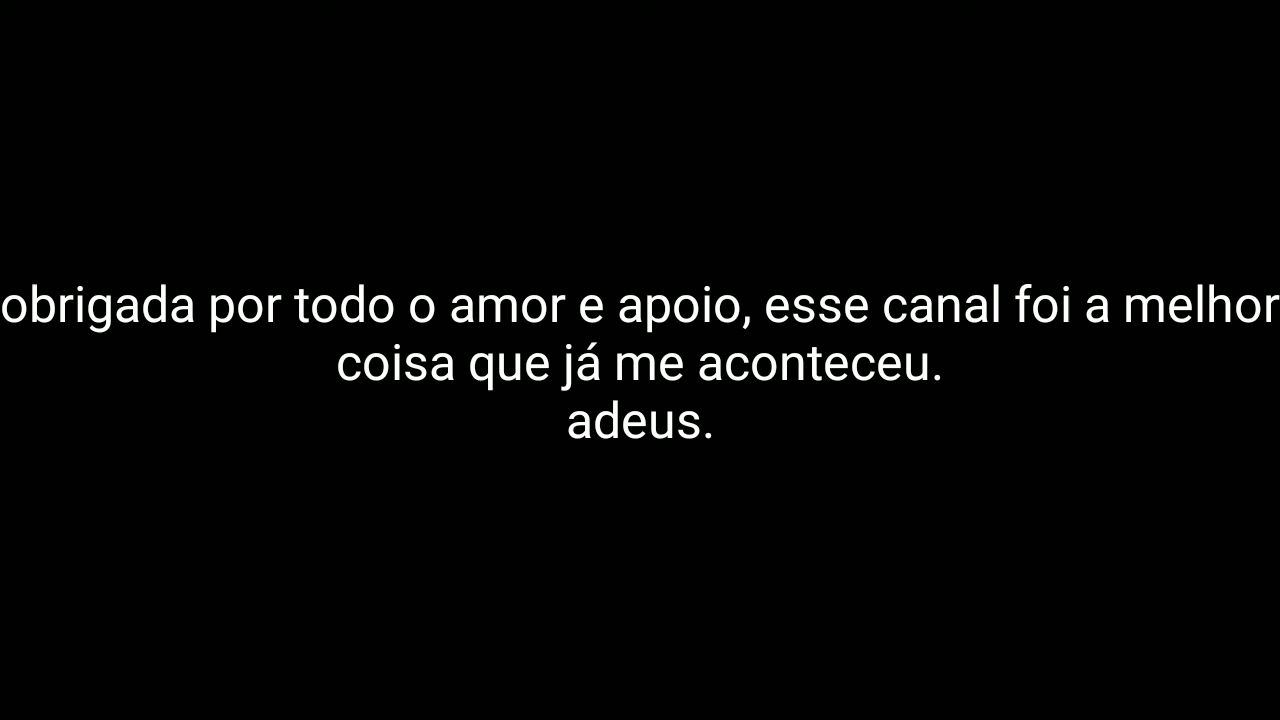 obrigada por todo o amor e apoio, esse canal foi a melhor
coisa que já me aconteceu.
adeus.